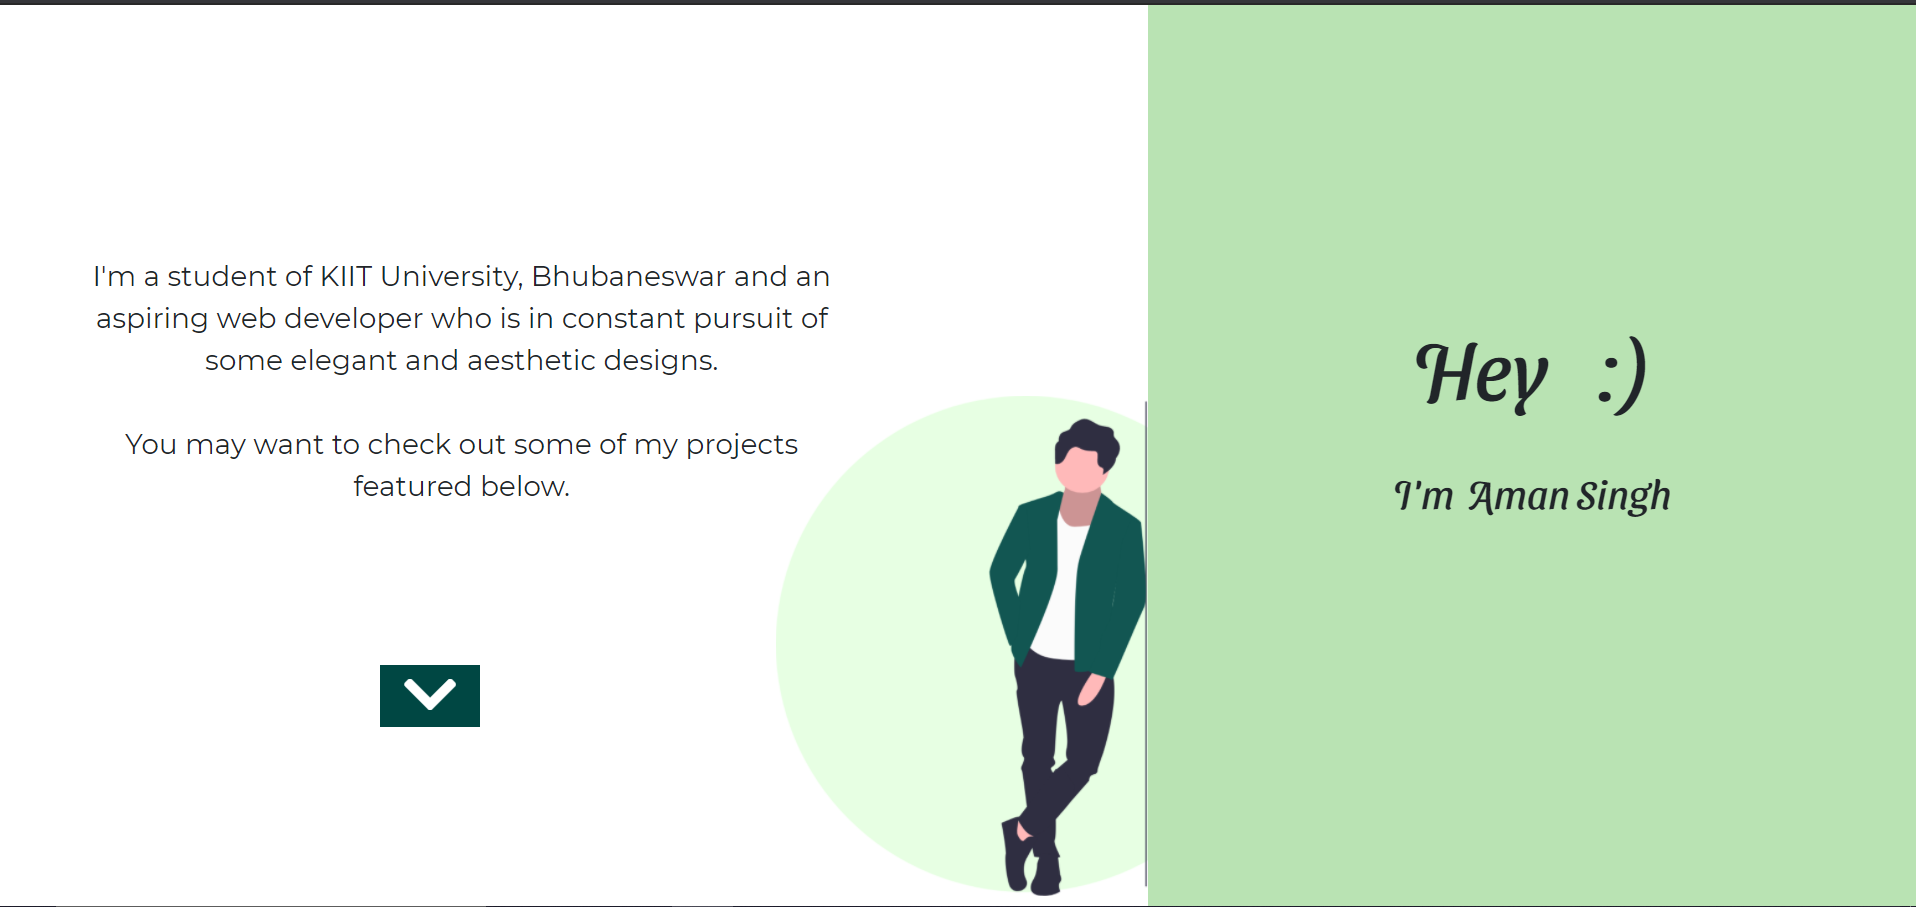 I'm a student of KIIT University, Bhubaneswar and an
aspiring web developer who is in constant pursuit of
some elegant and aesthetic designs.
You may want to check out some of my projects
featured below.
Hey :)
I'm Aman Singh